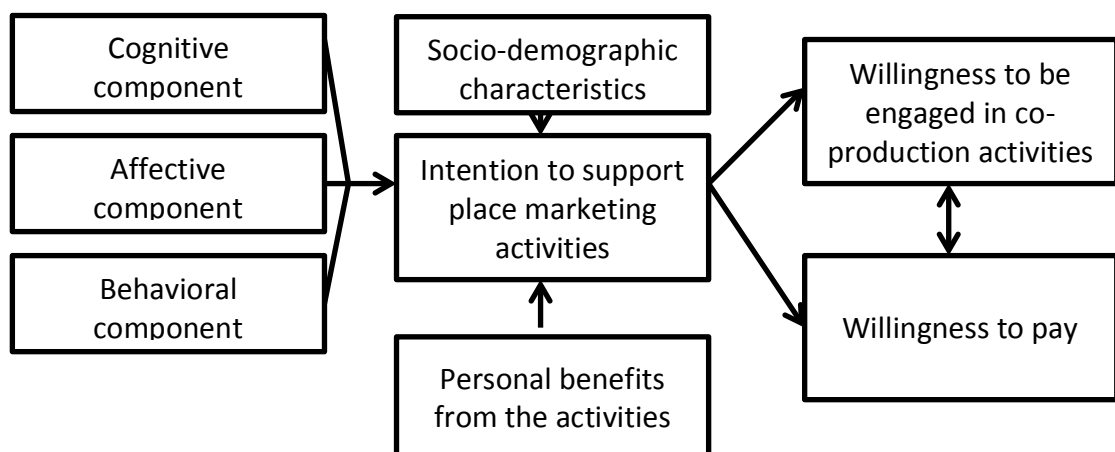 Cognitive
component
Affective
component
Behavioral
component
Socio-demographic
characteristics
Intention to support
place marketing
activities
Personal benefits
from the activities
Willingness to be
engaged in co-
production activities
Willingness to pay